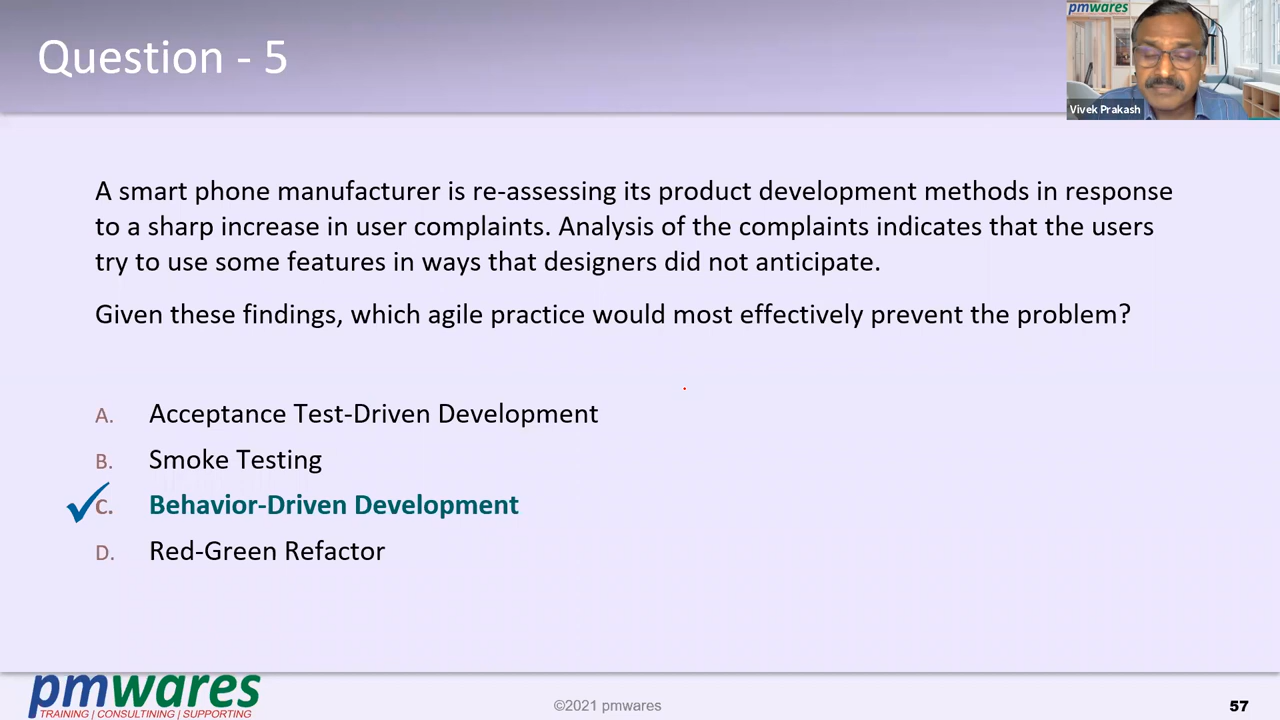 Question - 5
pmwares
Vivek Prakash
A smart phone manufacturer is re-assessing its product development methods in response
to a sharp increase in user complaints. Analysis of the complaints indicates that the users
try to use some features in ways that designers did not anticipate.
Given these findings, which agile practice would most effectively prevent the problem?
A. Acceptance Test-Driven Development
B. Smoke Testing
C. Behavior-Driven Development
D. Red-Green Refactor
pmwares
TRAINING | CONSULTINING | SUPPORTING
©2021 pmwares
57